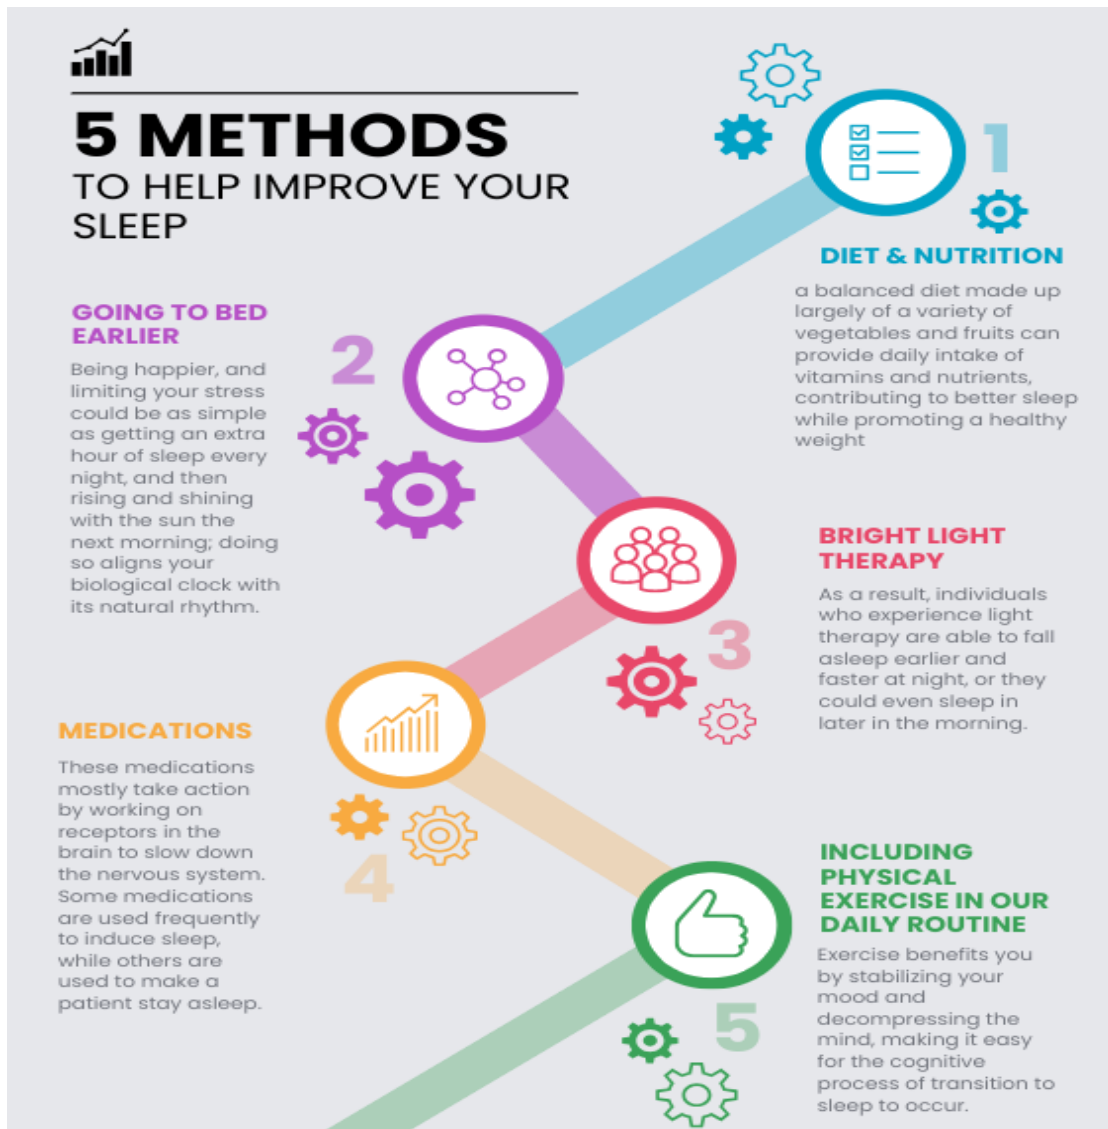 5 METHODS
TO HELP IMPROVE YOUR
SLEEP
1
DIET & NUTRITION
a balanced diet made up
largely of a variety of
vegetables and fruits can
provide daily intake of
vitamins and nutrients,
contributing to better sleep
while promoting a healthy
weight
GOING TO BED
EARLIER
2
Being happier, and
limiting your stress
could be as simple
as getting an extra
hour of sleep every
night, and then
rising and shining
with the sun the
next morning; doing
so aligns your
biological clock with
its natural rhythm.
BRIGHT LIGHT
THERAPY
3
As a result, individuals
who experience light
therapy are able to fall
asleep earlier and
faster at night, or they
could even sleep in
later in the morning.
MEDICATIONS
4
These medications
mostly take action
by working on
receptors in the
brain to slow down
the nervous system.
Some medications
are used frequently
to induce sleep,
while others are
used to make a
patient stay asleep.
INCLUDING
PHYSICAL
EXERCISE IN OUR
DAILY ROUTINE
5
Exercise benefits you
by stabilizing your
mood and
decompressing the
mind, making it easy
for the cognitive
process of transition to
sleep to occur.